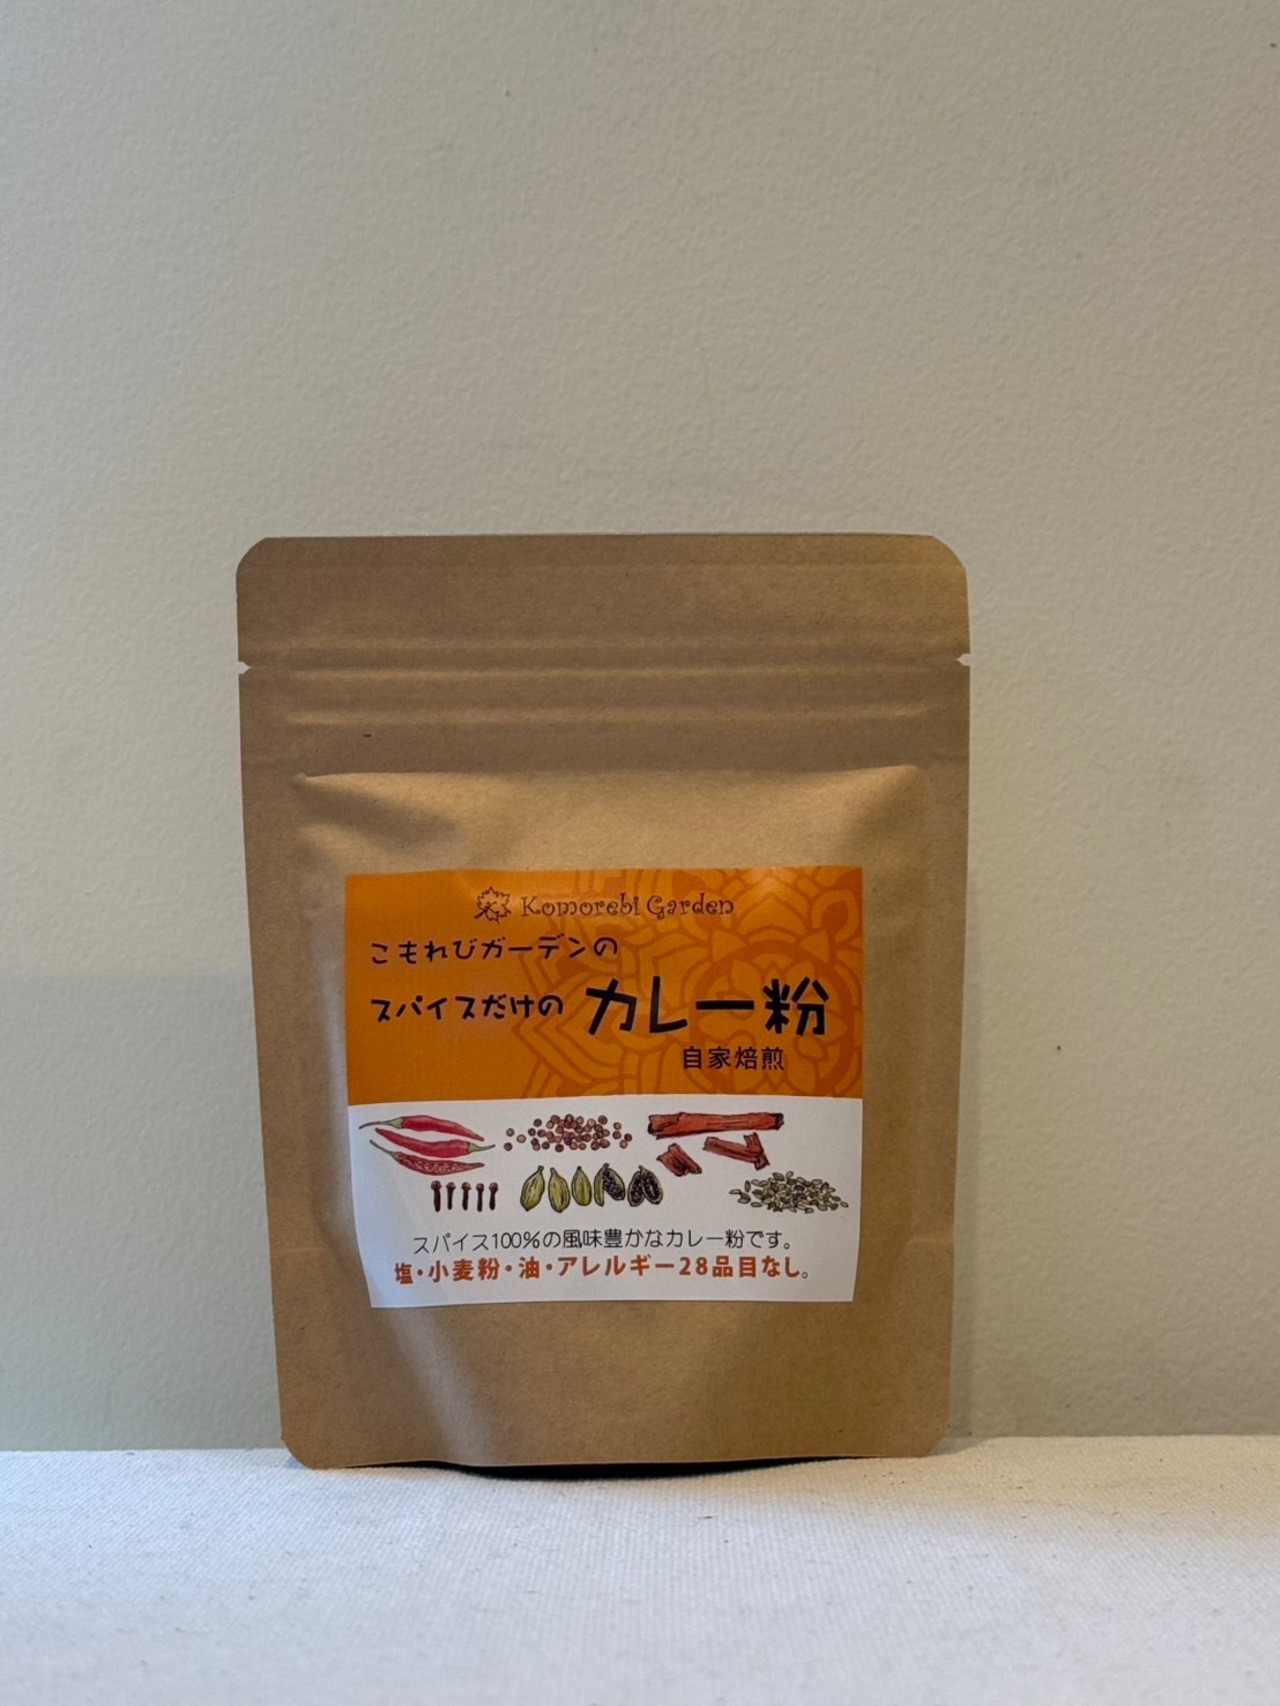 Komorebi Garden
こもれびガーデンの
スパイスだけの カレー粉
自家焙煎
スパイス100%の風味豊かなカレー粉です。
塩・小麦粉・油・アレルギー28品目なし。